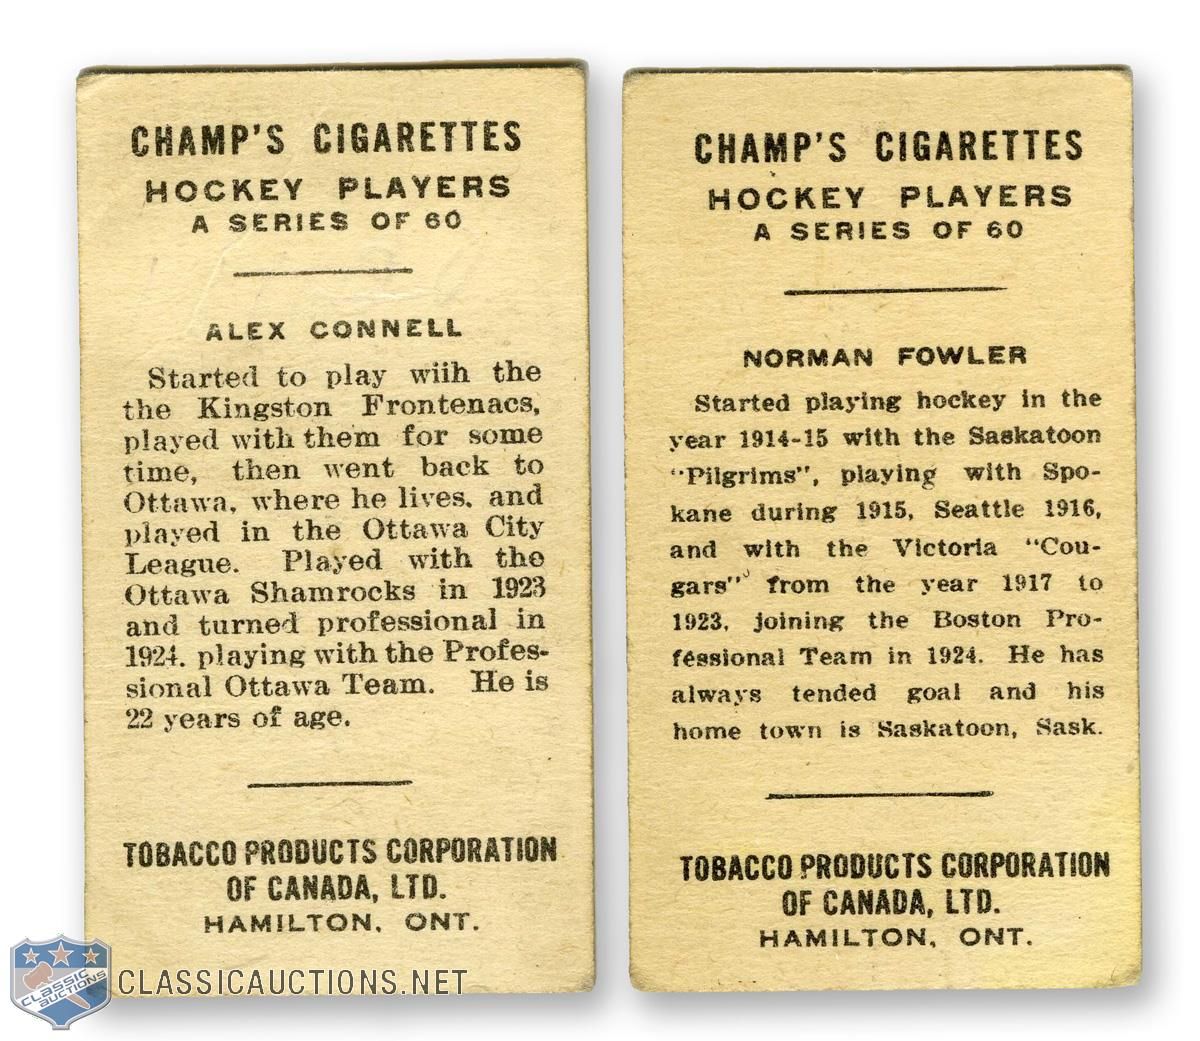 CHAMP'S CIGARETTES
HOCKEY PLAYERS
A SERIES OF 60
ALEX CONNELL
Started to play wiih the
the Kingston Frontenacs,
played with them for some
time, then went back to
Ottawa, where he lives. and
played in the Ottawa City
League. Played with the
Ottawa Shamrocks in 1923
and turned professional in
1924. playing with the Profes-
sional Ottawa Team. He is
22 years of age.
TOBACCO PRODUCTS CORPORATION
OF CANADA, LTD.
HAMILTON, ONT.
CHAMP'S CIGARETTES
HOCKEY PLAYERS
A SERIES OF 60
NORMAN FOWLER
Started playing hockey in the
year 1914-15 with the Saskatoon
"Pilgrims", playing with Spo-
kane during 1915, Seattle 1916,
and with the Victoria "Cou-
gars" from the year 1917 to
1923, joining the Boston Pro-
fessional Team in 1924. He has
always tended goal and his
home town is Saskatoon, Sask.
TOBACCO PRODUCTS CORPORATION
OF CANADA, LTD.
HAMILTON, ONT.
CLASSIC AUCTIONS
CLASSICAUCTIONS.NET